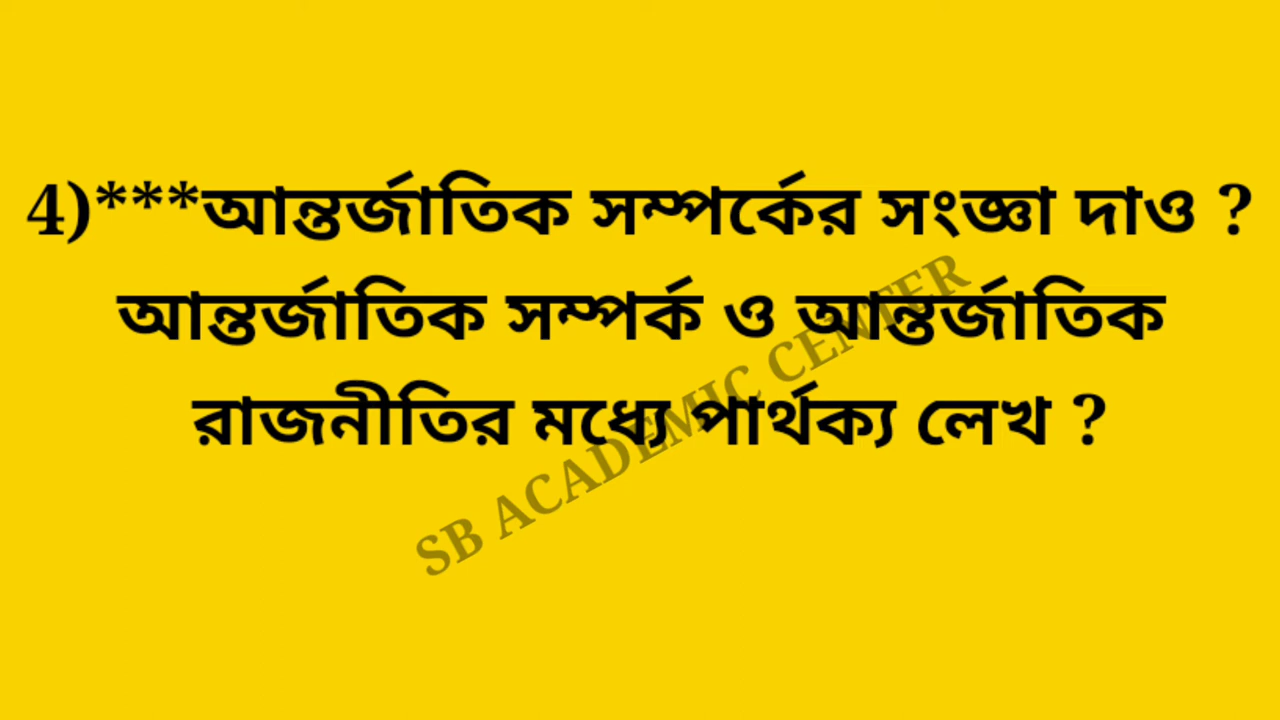 4)***আন্তর্জাতিক সম্পর্কের সংজ্ঞা দাও ?
আন্তর্জাতিক সম্পর্ক ও আন্তর্জাতিক
রাজনীতির মধ্যে পার্থক্য লেখ ?
SB ACADEMIC CENTER